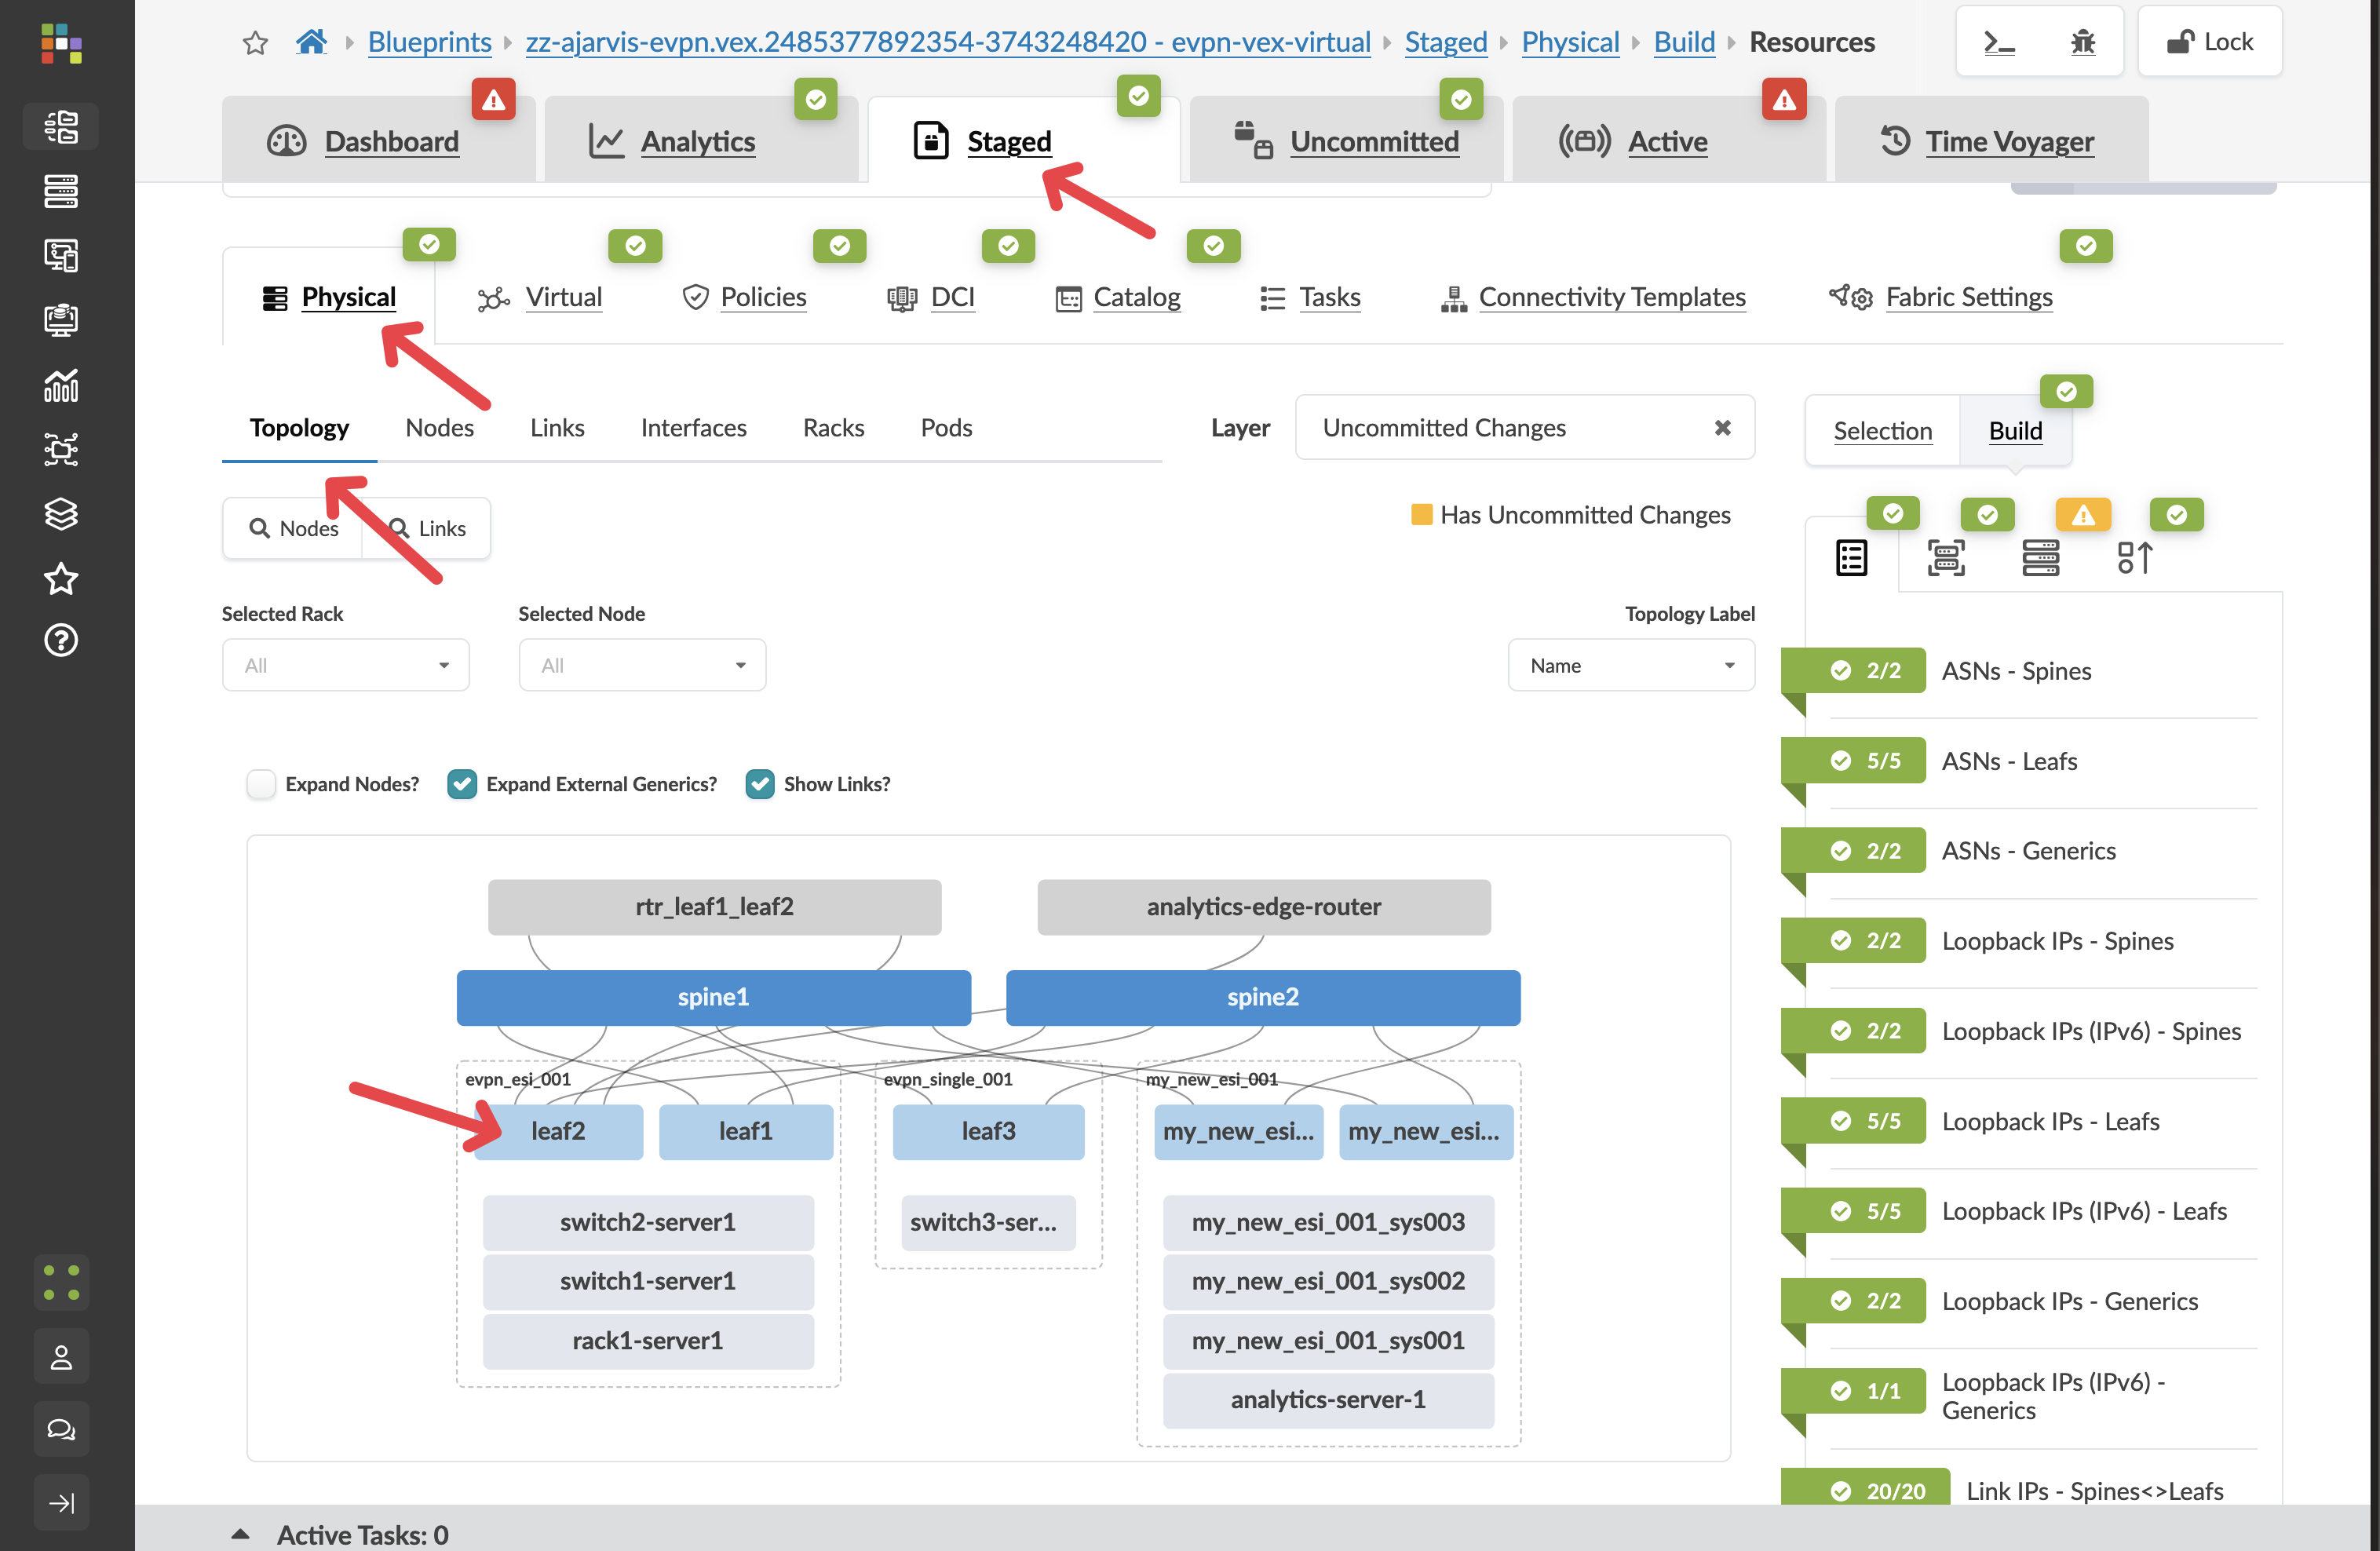 Blueprints zz-ajarvis-evpn.vex.2485377892354-3743248420 - evpn-vex-virtual Staged Physical Build Resources
Lock
Dashboard Analytics Staged Uncommitted Active Time Voyager
Physical Virtual Policies DCI Catalog Tasks Connectivity Templates Fabric Settings
Topology Nodes Links Interfaces Racks Pods
Layer Uncommitted Changes
Selection Build
Nodes Links
Has Uncommitted Changes
Selected Rack Selected Node Topology Label
All All Name
Expand Nodes? Expand External Generics? Show Links?
rtr_leaf1_leaf2 analytics-edge-router
spine1 spine2
evpn_esi_001 evpn_single_001 my_new_esi_001
leaf2 leaf1 leaf3 my_new_esi... my_new_esi...
switch2-server1 switch3-ser... my_new_esi_001_sys003
switch1-server1 my_new_esi_001_sys002
rack1-server1 my_new_esi_001_sys001
analytics-server-1
2/2 ASNs - Spines
5/5 ASNs - Leafs
2/2 ASNs - Generics
2/2 Loopback IPs - Spines
2/2 Loopback IPs (IPv6) - Spines
5/5 Loopback IPs - Leafs
5/5 Loopback IPs (IPv6) - Leafs
2/2 Loopback IPs - Generics
1/1 Loopback IPs (IPv6) -
Generics
20/20 Link IPs - Spines<>Leafs
Active Tasks: 0